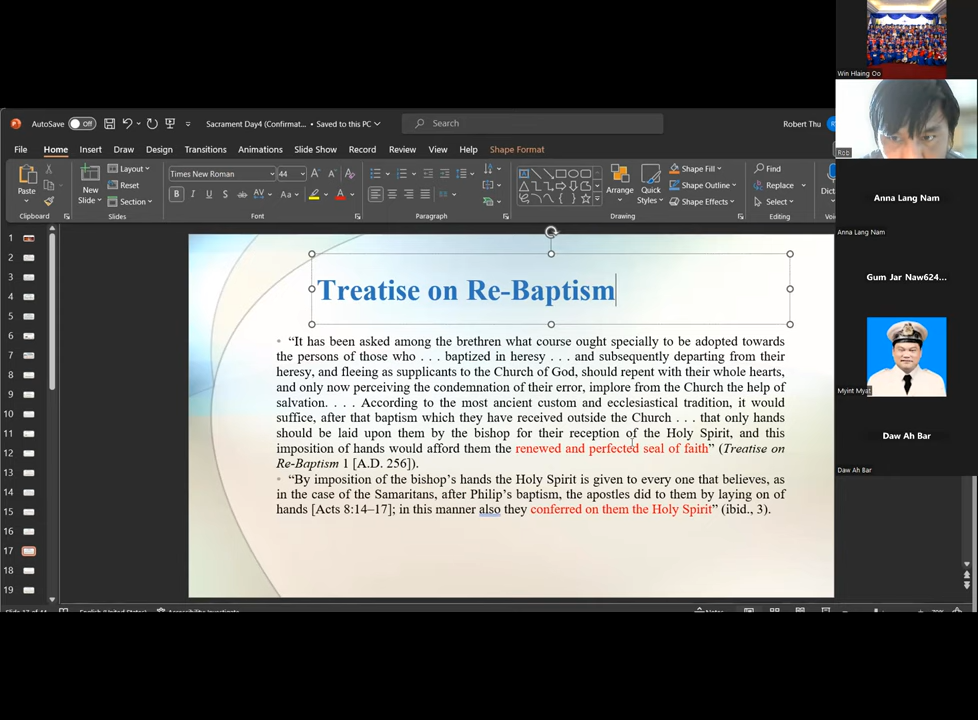 AutoSave Off Sacrament Day4 (Confirmat... • Saved to this PC Search Robert Thu
File Home Insert Draw Design Transitions Animations Slide Show Record Review View Help Shape Format
Paste
Clipboard
New
Slide
Layout
Reset
Section
Slides
Times New Roman 44
Font
Paragraph
Arrange
Quick
Styles
Shape Fill
Shape Outline
Shape Effects
Drawing
Find
Replace
Select
Editing
1
2
3
4
5
6
7
8
9
10
11
12
13
14
15
16
17
18
19
Treatise on Re-Baptism
• “It has been asked among the brethren what course ought specially to be adopted towards
the persons of those who . . . baptized in heresy . . . and subsequently departing from their
heresy, and fleeing as supplicants to the Church of God, should repent with their whole hearts,
and only now perceiving the condemnation of their error, implore from the Church the help of
salvation. . . . According to the most ancient custom and ecclesiastical tradition, it would
suffice, after that baptism which they have received outside the Church . . . that only hands
should be laid upon them by the bishop for their reception of the Holy Spirit, and this
imposition of hands would afford them the renewed and perfected seal of faith” (Treatise on
Re-Baptism 1 [A.D. 256]).
• “By imposition of the bishop’s hands the Holy Spirit is given to every one that believes, as
in the case of the Samaritans, after Philip’s baptism, the apostles did to them by laying on of
hands [Acts 8:14–17]; in this manner also they conferred on them the Holy Spirit” (ibid., 3).
Win Hlaing Oo
Rob
Anna Lang Nam
Anna Lang Nam
Gum Jar Naw624...
Myint Myat
Daw Ah Bar
Daw Ah Bar